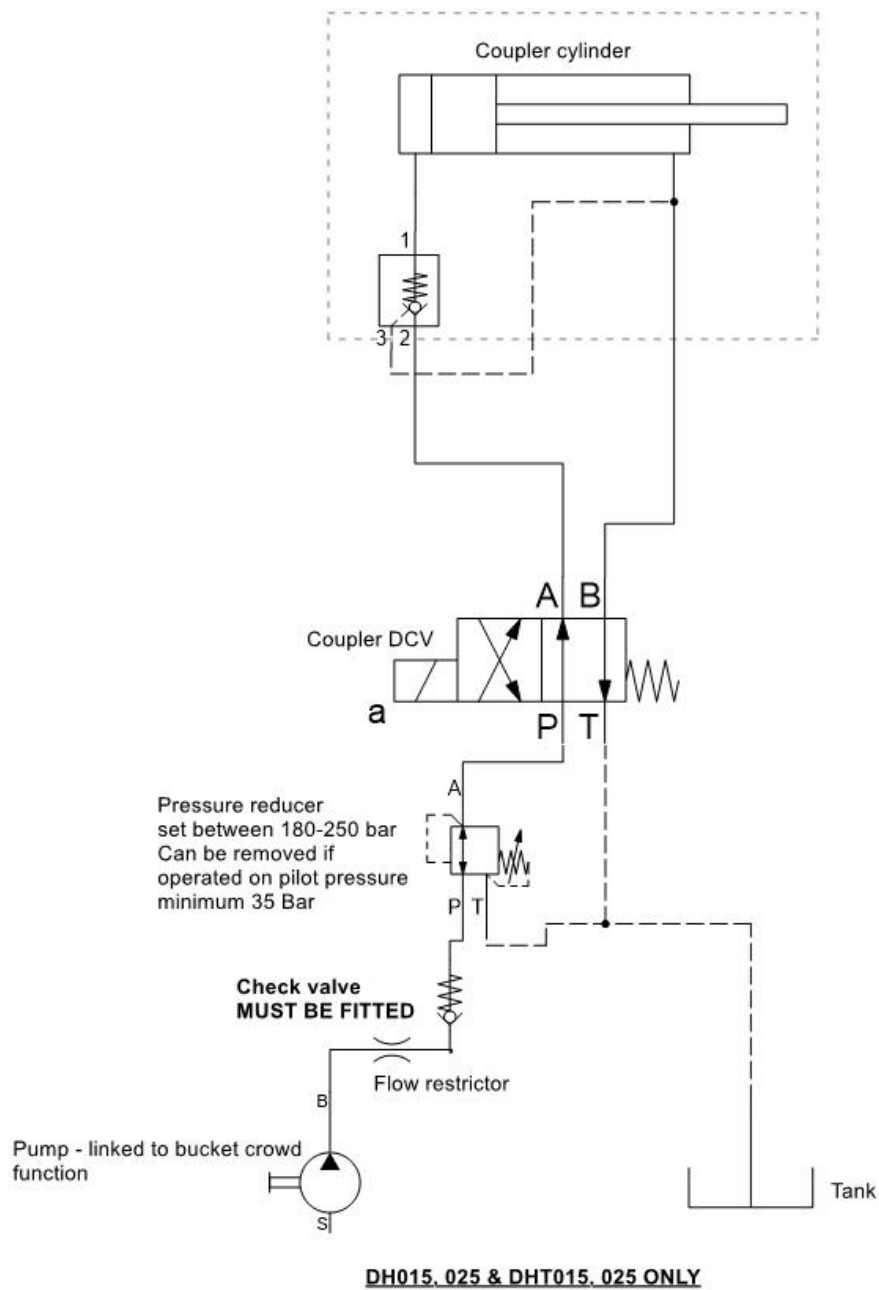 Coupler cylinder
1
3 2
A B
Coupler DCV
a
P T
A
Pressure reducer
set between 180-250 bar
Can be removed if
operated on pilot pressure
minimum 35 Bar
P T
Check valve
MUST BE FITTED
Flow restrictor
B
Pump - linked to bucket crowd
function
S
Tank
DH015, 025 & DHT015, 025 ONLY